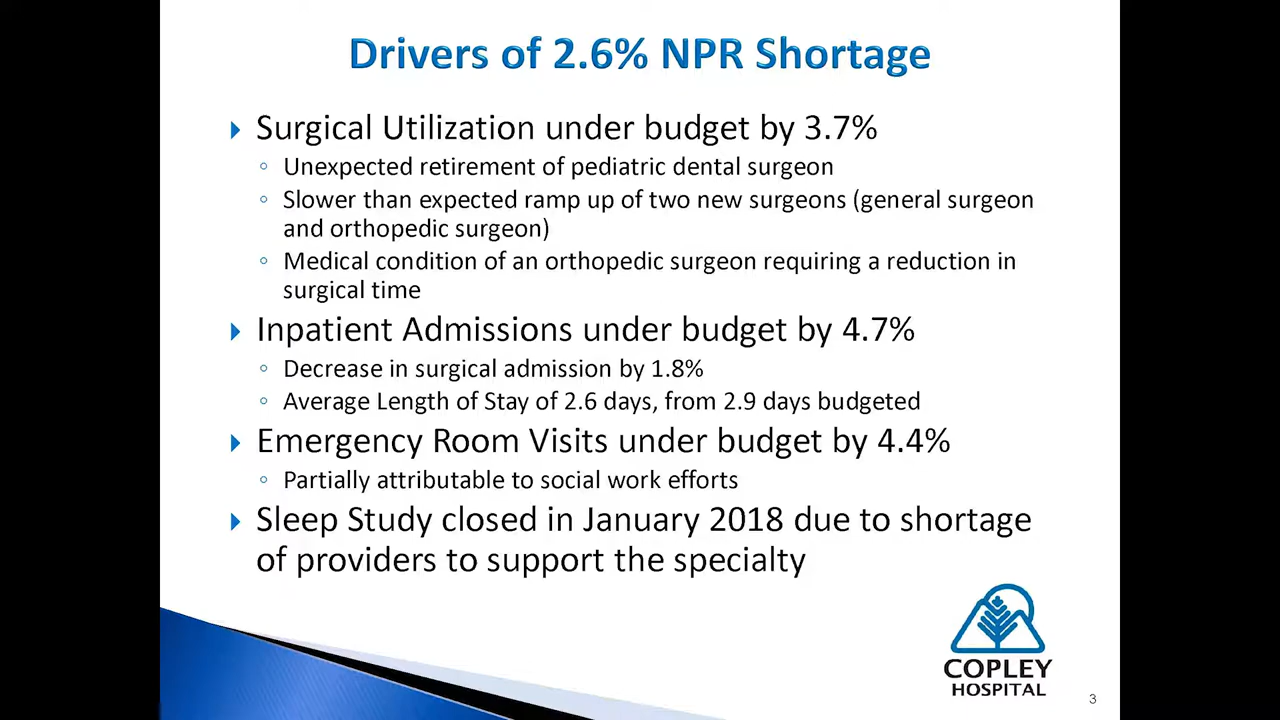 Drivers of 2.6% NPR Shortage
Surgical Utilization under budget by 3.7%
Unexpected retirement of pediatric dental surgeon
Slower than expected ramp up of two new surgeons (general surgeon
and orthopedic surgeon)
Medical condition of an orthopedic surgeon requiring a reduction in
surgical time
Inpatient Admissions under budget by 4.7%
Decrease in surgical admission by 1.8%
Average Length of Stay of 2.6 days, from 2.9 days budgeted
Emergency Room Visits under budget by 4.4%
Partially attributable to social work efforts
Sleep Study closed in January 2018 due to shortage
of providers to support the specialty
COPLEY
HOSPITAL
3